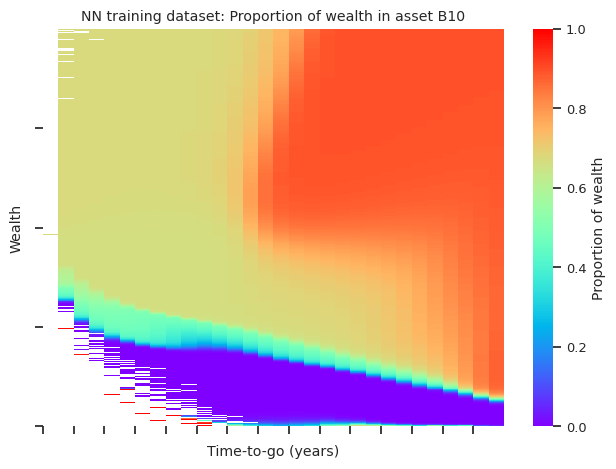 NN training dataset: Proportion of wealth in asset B10
Wealth
Time-to-go (years)
1.0
0.8
0.6
0.4
0.2
0.0
Proportion of wealth